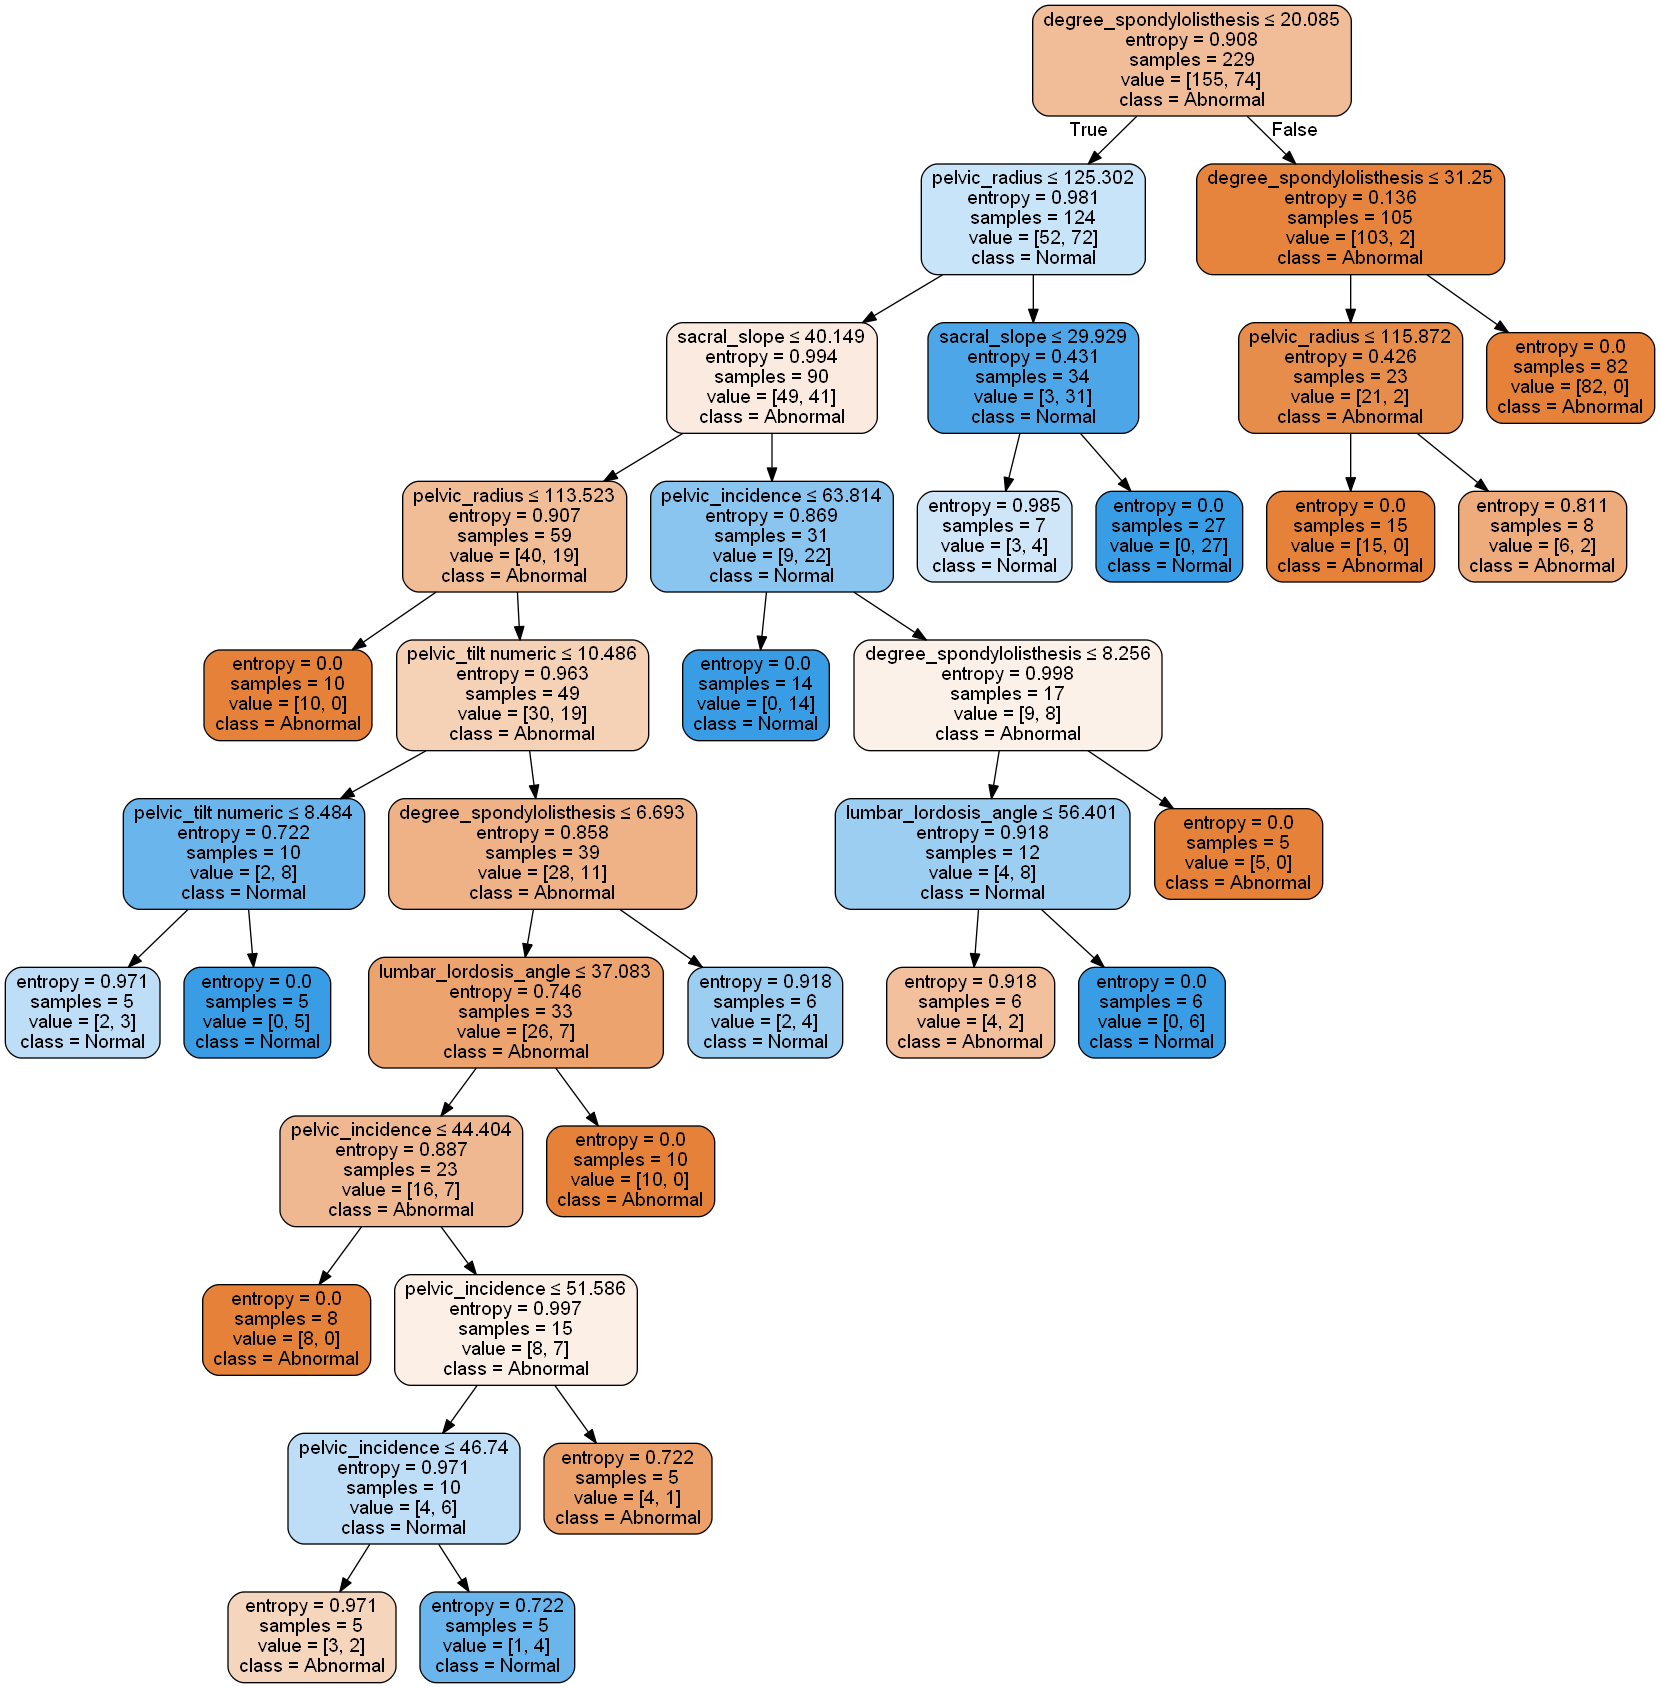 degree_spondylolisthesis ≤ 20.085
entropy = 0.908
samples = 229
value = [155, 74]
class = Abnormal
True
False
pelvic_radius ≤ 125.302
entropy = 0.981
samples = 124
value = [52, 72]
class = Normal
degree_spondylolisthesis ≤ 31.25
entropy = 0.136
samples = 105
value = [103, 2]
class = Abnormal
sacral_slope ≤ 40.149
entropy = 0.994
samples = 90
value = [49, 41]
class = Abnormal
sacral_slope ≤ 29.929
entropy = 0.431
samples = 34
value = [3, 31]
class = Normal
pelvic_radius ≤ 115.872
entropy = 0.426
samples = 23
value = [21, 2]
class = Abnormal
entropy = 0.0
samples = 82
value = [82, 0]
class = Abnormal
pelvic_radius ≤ 113.523
entropy = 0.907
samples = 59
value = [40, 19]
class = Abnormal
pelvic_incidence ≤ 63.814
entropy = 0.869
samples = 31
value = [9, 22]
class = Normal
entropy = 0.985
samples = 7
value = [3, 4]
class = Normal
entropy = 0.0
samples = 27
value = [0, 27]
class = Normal
entropy = 0.0
samples = 15
value = [15, 0]
class = Abnormal
entropy = 0.811
samples = 8
value = [6, 2]
class = Abnormal
entropy = 0.0
samples = 10
value = [10, 0]
class = Abnormal
pelvic_tilt numeric ≤ 10.486
entropy = 0.963
samples = 49
value = [30, 19]
class = Abnormal
entropy = 0.0
samples = 14
value = [0, 14]
class = Normal
degree_spondylolisthesis ≤ 8.256
entropy = 0.998
samples = 17
value = [9, 8]
class = Abnormal
pelvic_tilt numeric ≤ 8.484
entropy = 0.722
samples = 10
value = [2, 8]
class = Normal
degree_spondylolisthesis ≤ 6.693
entropy = 0.858
samples = 39
value = [28, 11]
class = Abnormal
lumbar_lordosis_angle ≤ 56.401
entropy = 0.918
samples = 12
value = [4, 8]
class = Normal
entropy = 0.0
samples = 5
value = [5, 0]
class = Abnormal
entropy = 0.971
samples = 5
value = [2, 3]
class = Normal
entropy = 0.0
samples = 5
value = [0, 5]
class = Normal
lumbar_lordosis_angle ≤ 37.083
entropy = 0.746
samples = 33
value = [26, 7]
class = Abnormal
entropy = 0.918
samples = 6
value = [2, 4]
class = Normal
entropy = 0.918
samples = 6
value = [4, 2]
class = Abnormal
entropy = 0.0
samples = 6
value = [0, 6]
class = Normal
pelvic_incidence ≤ 44.404
entropy = 0.887
samples = 23
value = [16, 7]
class = Abnormal
entropy = 0.0
samples = 10
value = [10, 0]
class = Abnormal
entropy = 0.0
samples = 8
value = [8, 0]
class = Abnormal
pelvic_incidence ≤ 51.586
entropy = 0.997
samples = 15
value = [8, 7]
class = Abnormal
pelvic_incidence ≤ 46.74
entropy = 0.971
samples = 10
value = [4, 6]
class = Normal
entropy = 0.722
samples = 5
value = [4, 1]
class = Abnormal
entropy = 0.971
samples = 5
value = [3, 2]
class = Abnormal
entropy = 0.722
samples = 5
value = [1, 4]
class = Normal